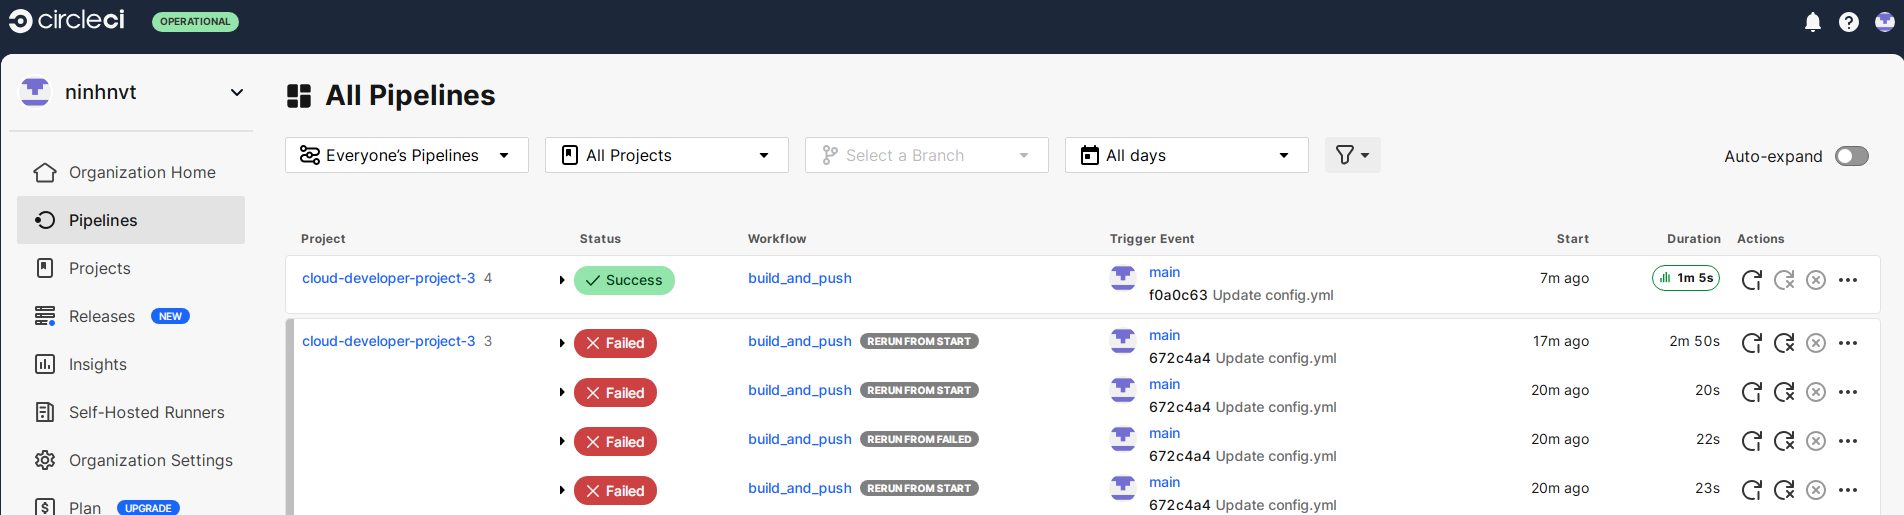 circleci OPERATIONAL
ninhnvt
Organization Home
Pipelines
Projects
Releases NEW
Insights
Self-Hosted Runners
Organization Settings
Plan UPGRADE
All Pipelines
Everyone's Pipelines All Projects Select a Branch All days Auto-expand
Project Status Workflow Trigger Event Start Duration Actions
cloud-developer-project-3 4 Success build_and_push main 7m ago 1m 5s
f0a0c63 Update config.yml
cloud-developer-project-3 3 Failed build_and_push RERUN FROM START main 17m ago 2m 50s
672c4a4 Update config.yml
Failed build_and_push RERUN FROM START main 20m ago 20s
672c4a4 Update config.yml
Failed build_and_push RERUN FROM FAILED main 20m ago 22s
672c4a4 Update config.yml
Failed build_and_push RERUN FROM START main 20m ago 23s
672c4a4 Update config.yml